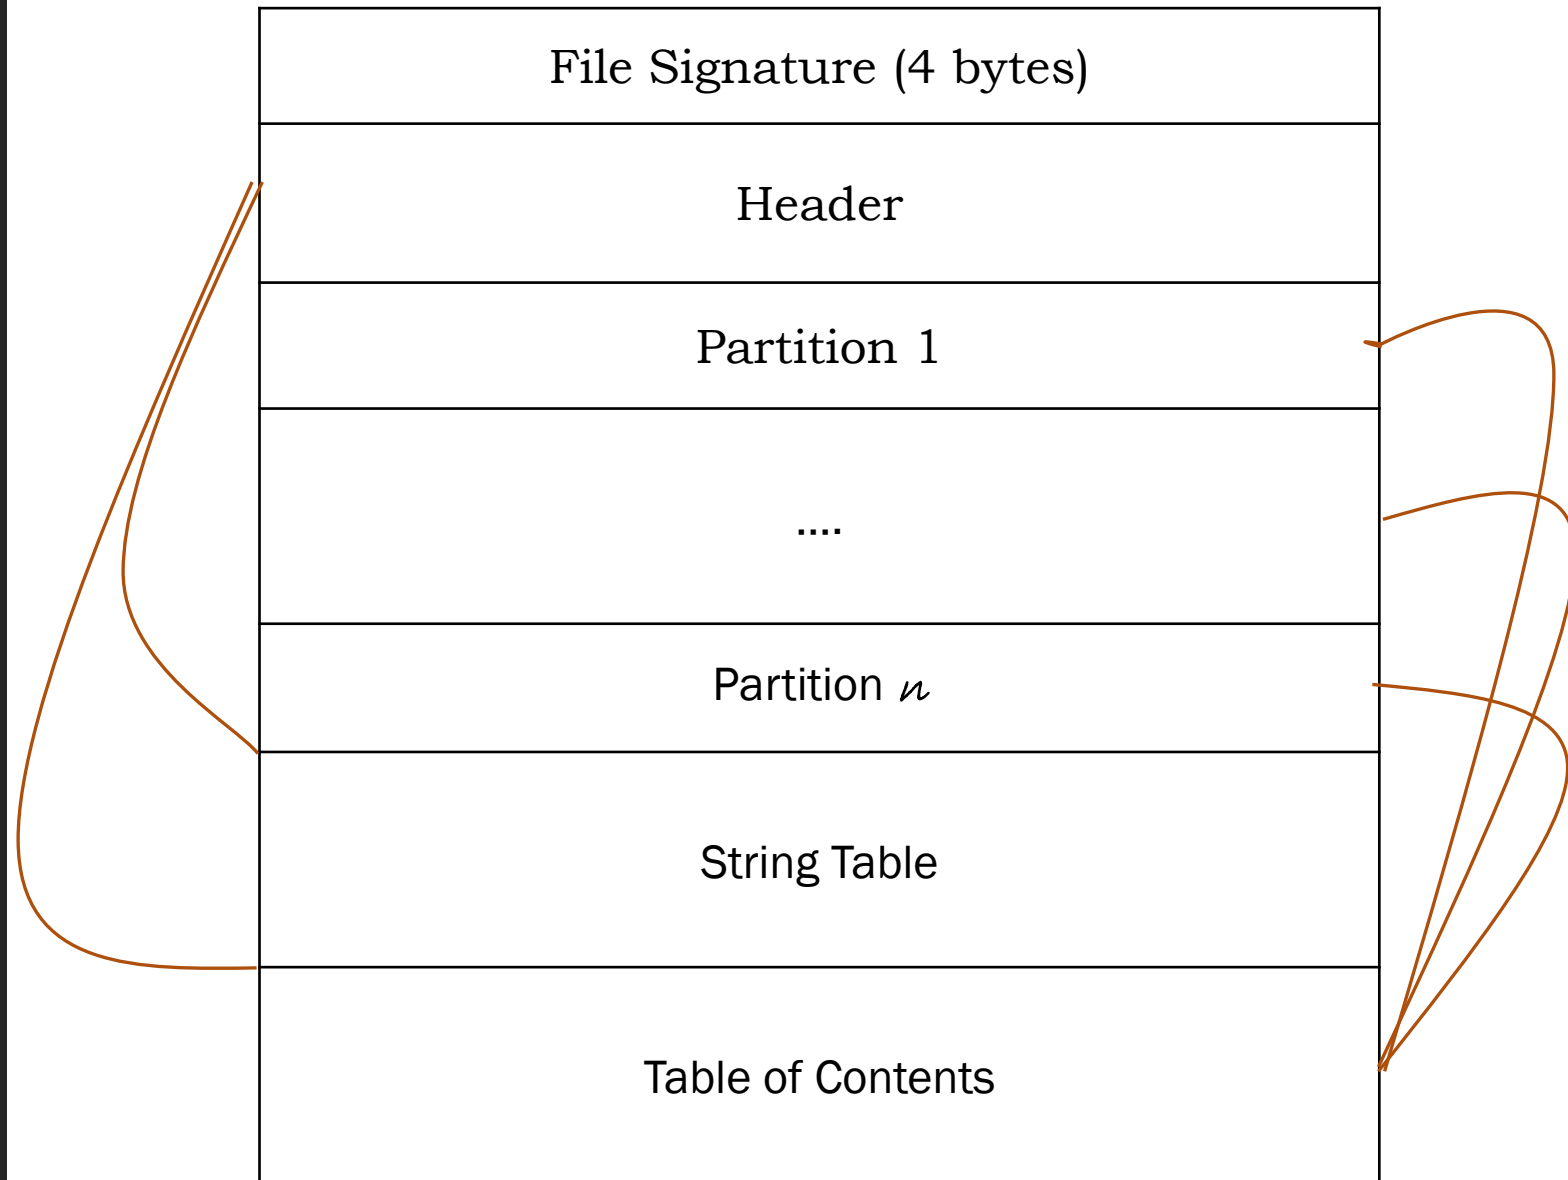 File Signature (4 bytes)
Header
Partition 1
....
Partition n
String Table
Table of Contents